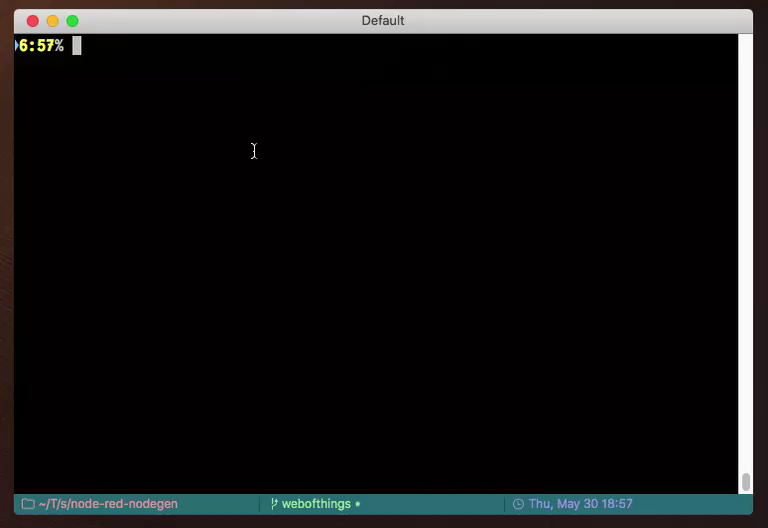 Default
6:57%
~/T/s/node-red-nodegen
webofthings •
Thu, May 30 18:57